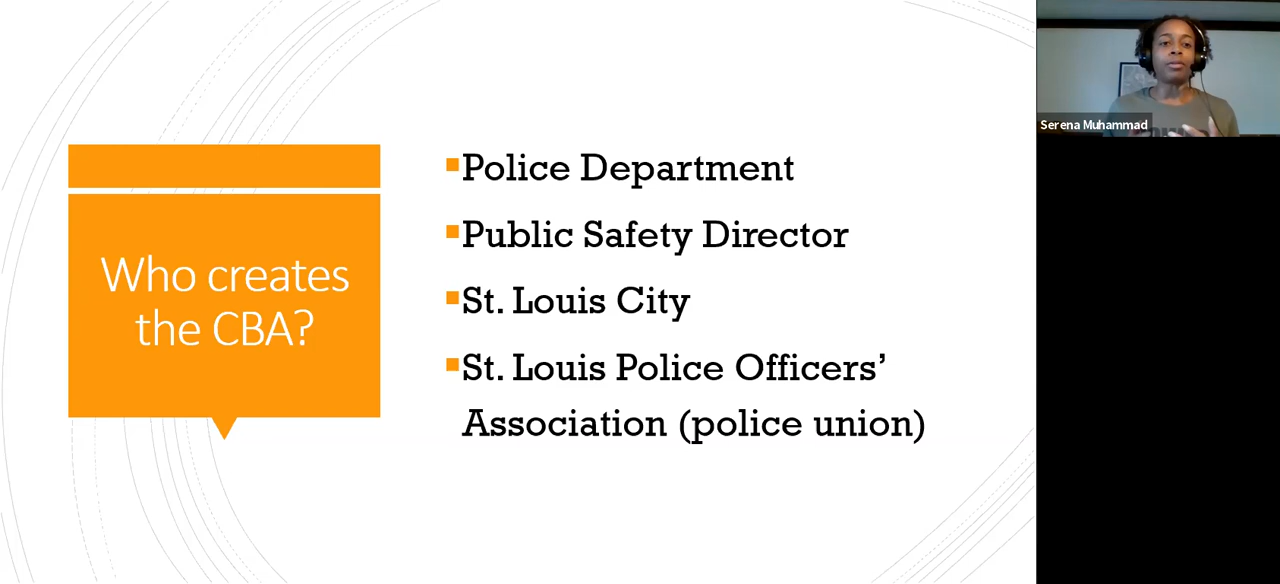 Who creates
the CBA?
Police Department
Public Safety Director
St. Louis City
St. Louis Police Officers’
Association (police union)
Serena Muhammad